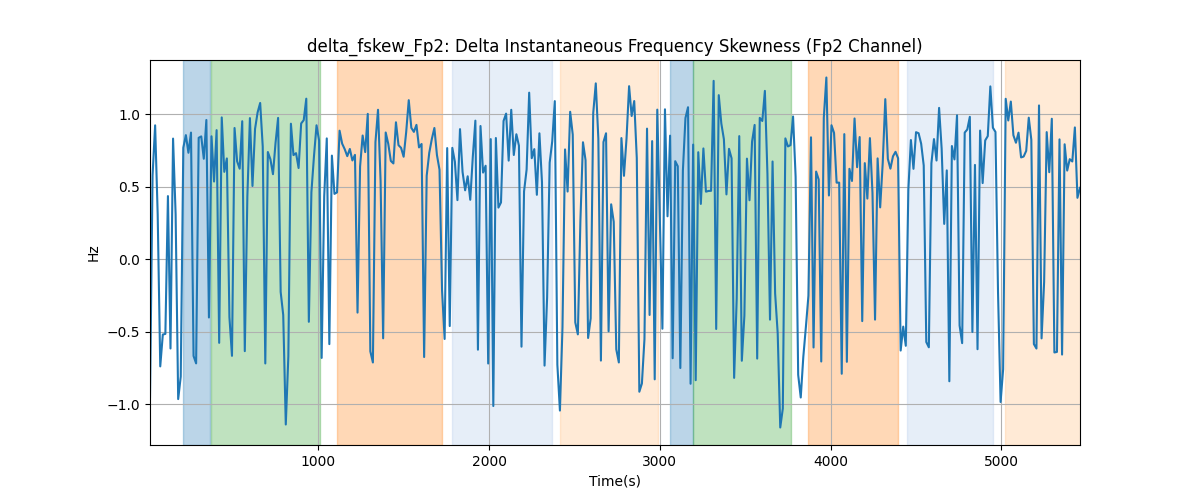 delta_fskew_Fp2: Delta Instantaneous Frequency Skewness (Fp2 Channel)
1.0
0.5
0.0
−0.5
−1.0
Hz
1000 2000 3000 4000 5000
Time(s)